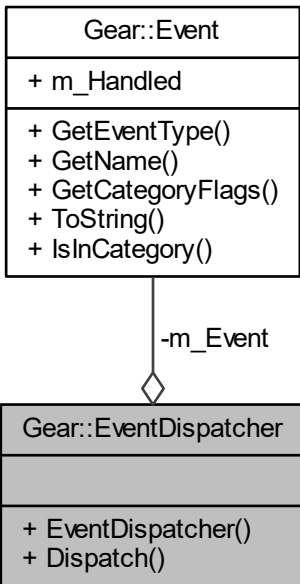 Gear::Event
+ m_Handled
+ GetEventType()
+ GetName()
+ GetCategoryFlags()
+ ToString()
+ IsInCategory()
-m_Event
Gear::EventDispatcher
+ EventDispatcher()
+ Dispatch()